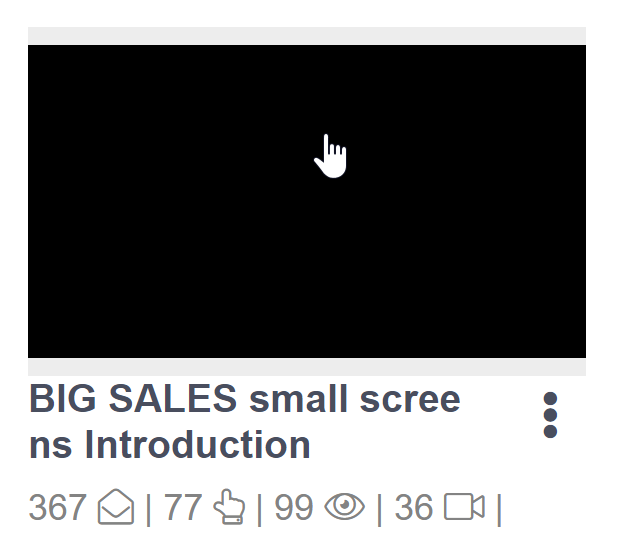 BIG SALES small scree
ns Introduction
367 | 77 | 99 | 36 |